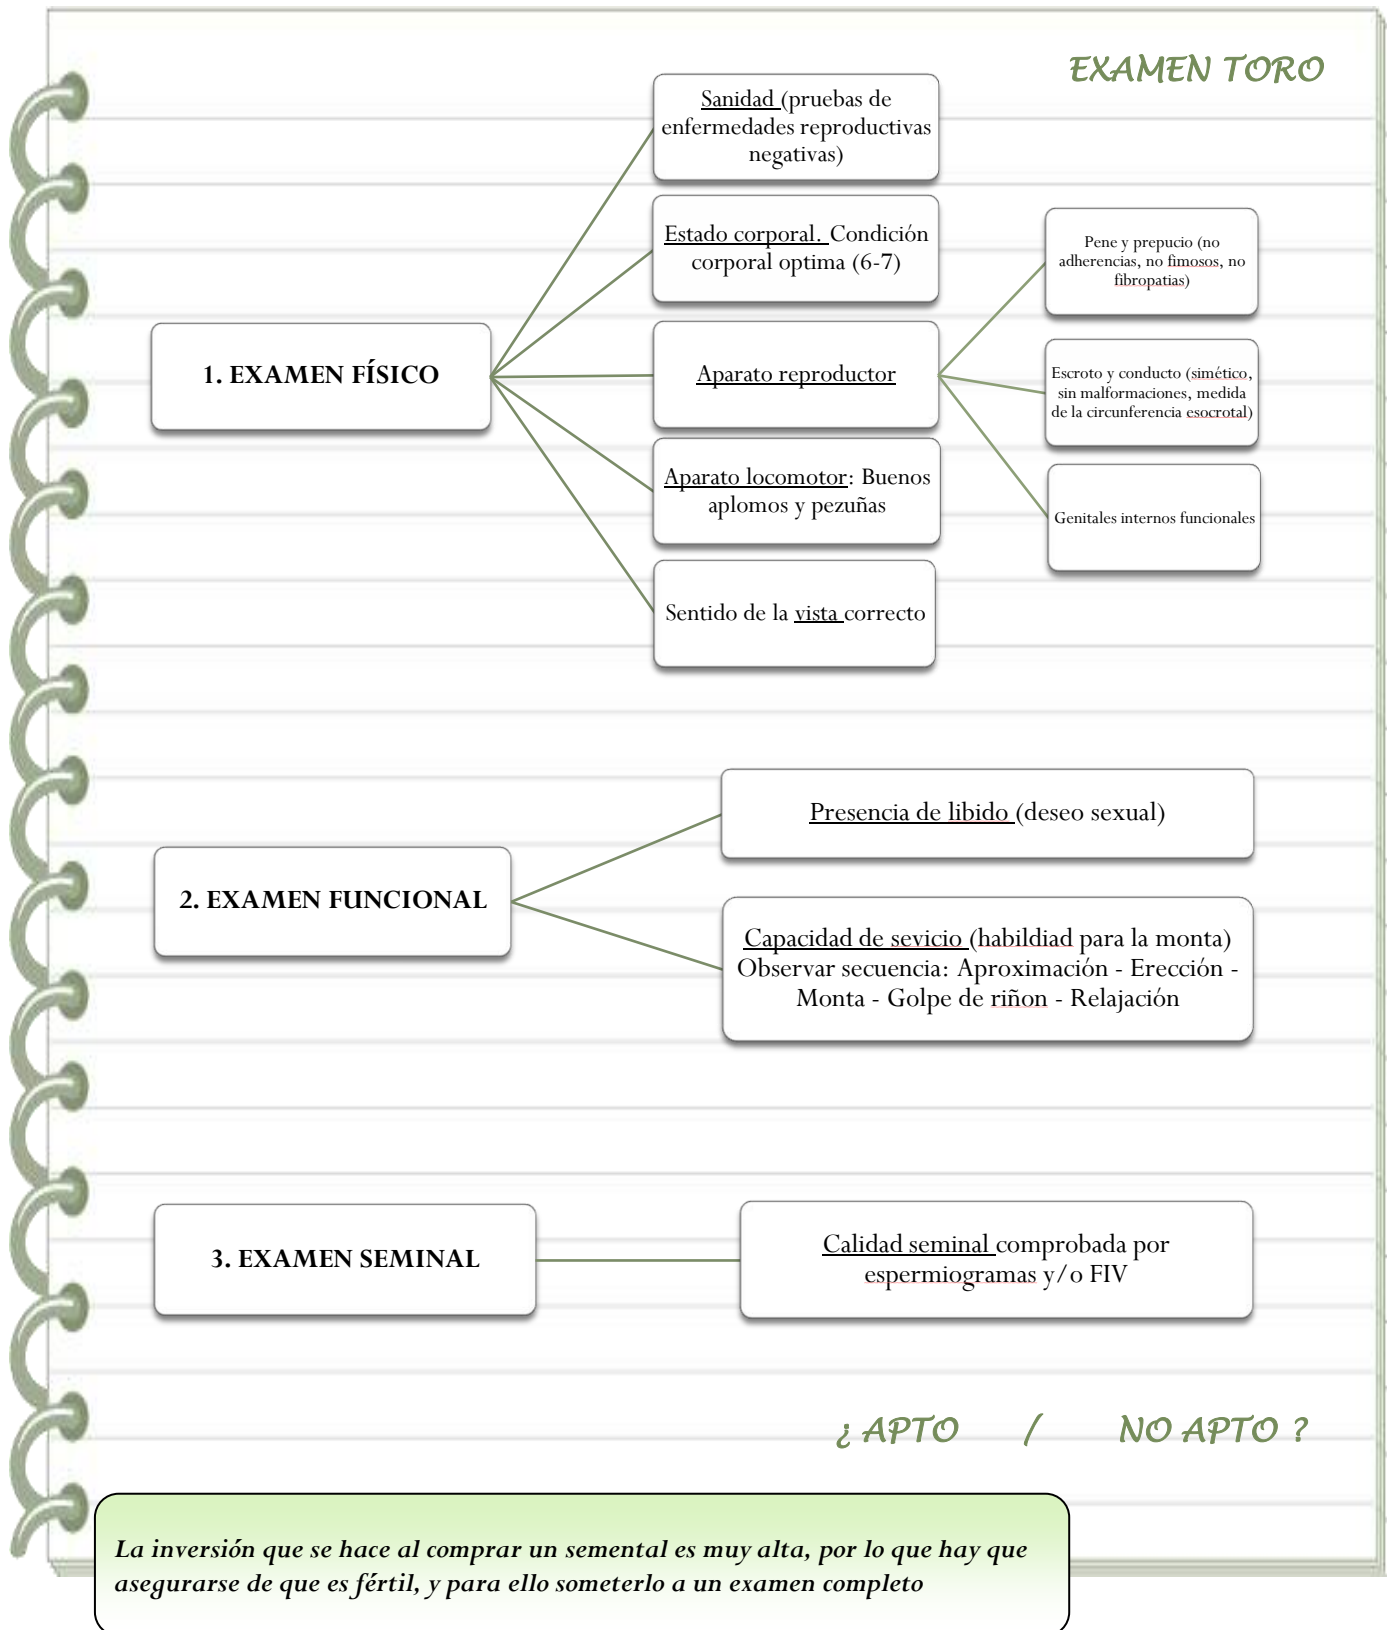 EXAMEN TORO
Sanidad (pruebas de
enfermedades reproductivas
negativas)
Estado corporal. Condición
corporal optima (6-7)
Pene y prepucio (no
adherencias, no fimosos, no
fibropatias)
1. EXAMEN FÍSICO
Aparato reproductor
Escroto y conducto (simético,
sin malformaciones, medida
de la circunferencia esocrotal)
Aparato locomotor: Buenos
aplomos y pezuñas
Genitales internos funcionales
Sentido de la vista correcto
Presencia de libido (deseo sexual)
2. EXAMEN FUNCIONAL
Capacidad de sevicio (habildiad para la monta)
Observar secuencia: Aproximación - Erección -
Monta - Golpe de riñon - Relajación
3. EXAMEN SEMINAL
Calidad seminal comprobada por
espermiogramas y/o FIV
¿ APTO / NO APTO ?
La inversión que se hace al comprar un semental es muy alta, por lo que hay que
asegurarse de que es fértil, y para ello someterlo a un examen completo